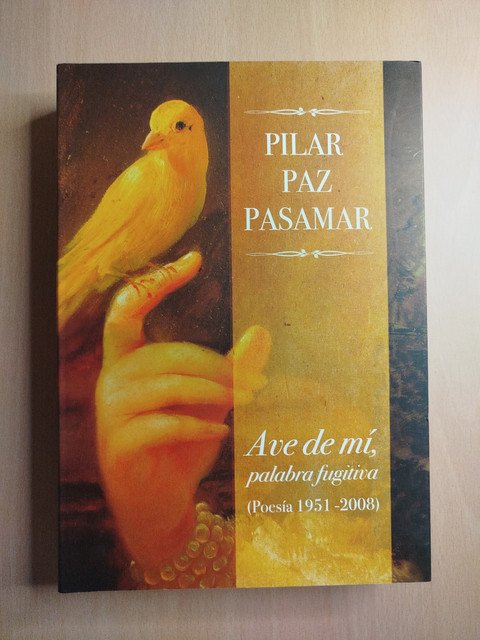 PILAR
PAZ
PASAMAR
Ave de mí,
palabra fugitiva
(Poesía 1951 -2008)